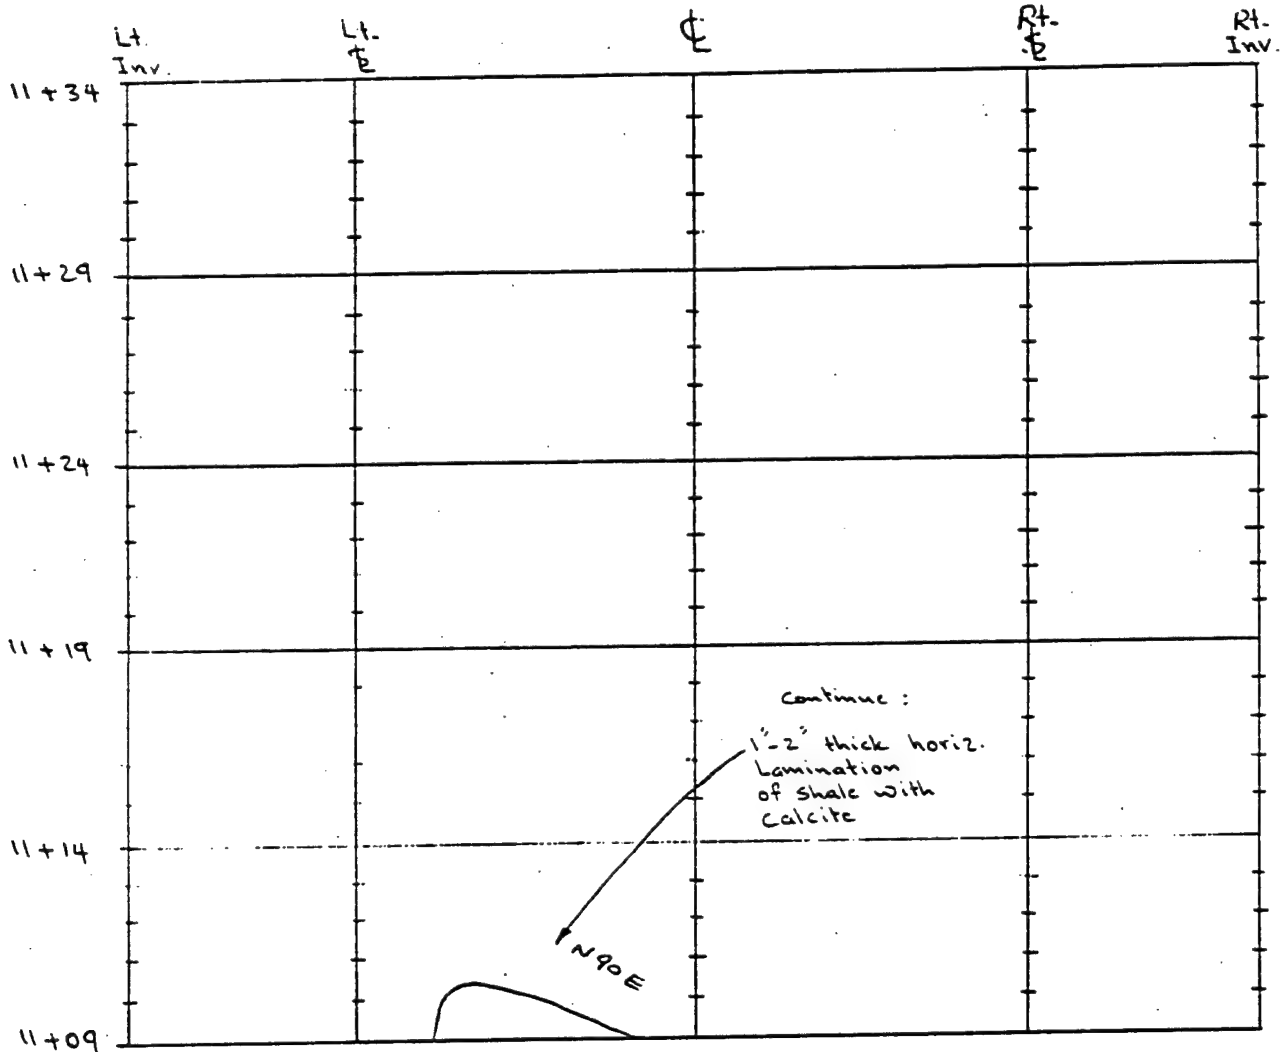 Lt.
Inv.
Lt.
℄
℄
Rt.
℄
Rt.
Inv.
11 + 34
11 + 29
11 + 24
11 + 19
Continue :
1"-2" thick horiz.
Lamination
of shale with
Calcite
11 + 14
N90E
11 + 09